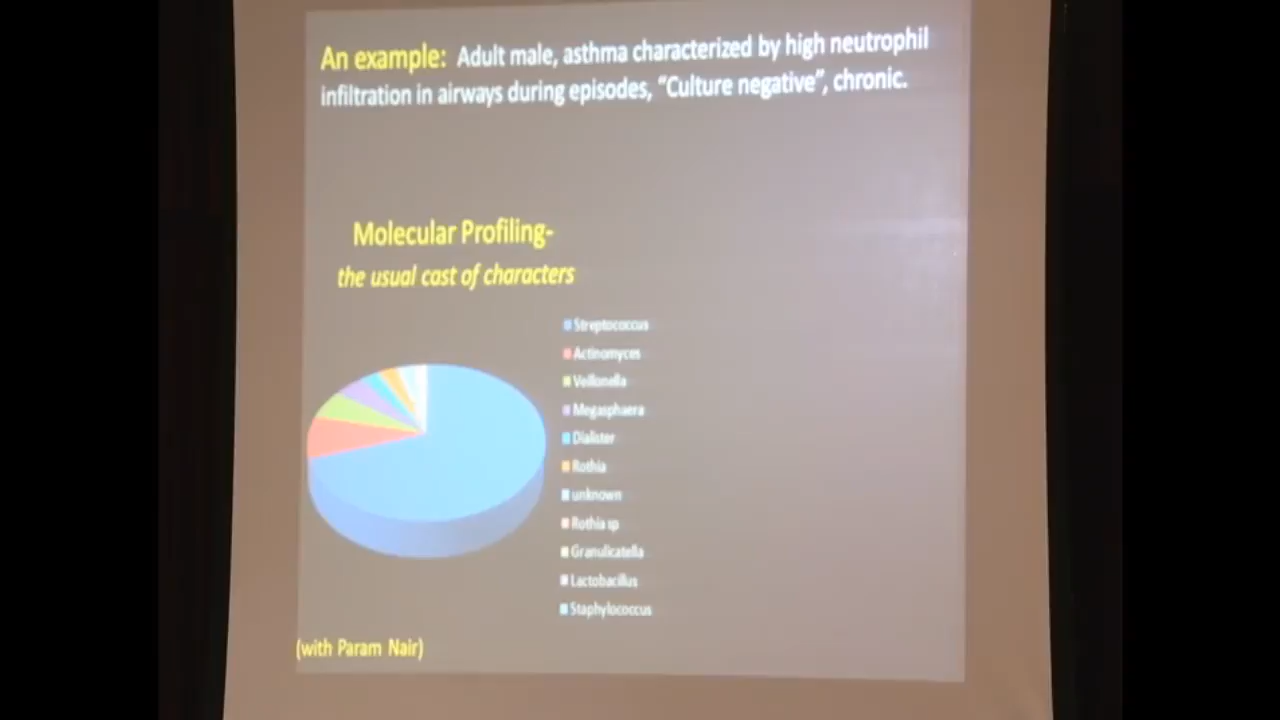 An example: Adult male, asthma characterized by high neutrophil
infiltration in airways during episodes, “Culture negative”, chronic.
Molecular Profiling-
the usual cast of characters
Streptococcus
Actinomyces
Veillonella
Megasphaera
Dialister
Rothia
unknown
Rothia sp
Granulicatella
Lactobacillus
Staphylococcus
(with Param Nair)